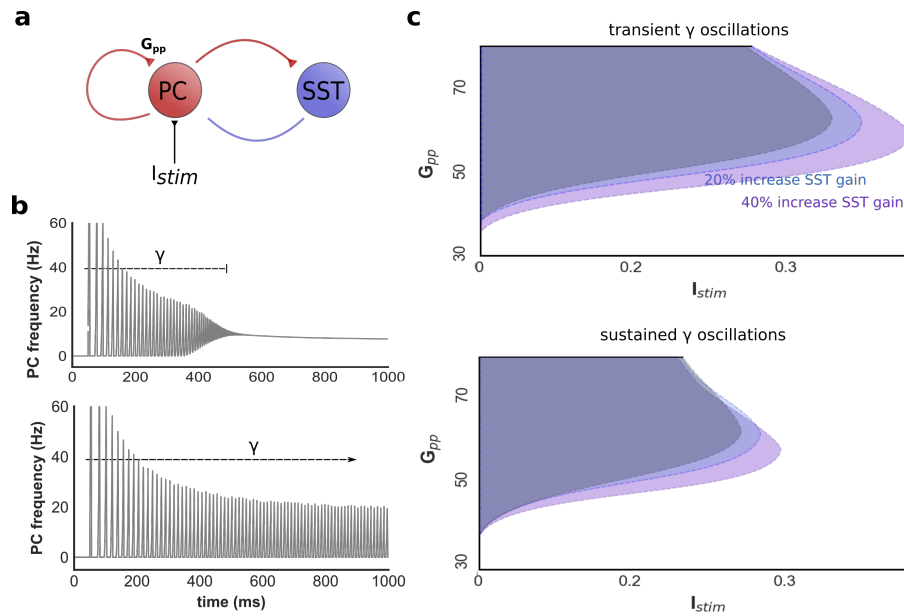 a
G_pp
PC
SST
I_stim
b
PC frequency (Hz)
60
40
20
0
γ
0 200 400 600 800 1000
PC frequency (Hz)
60
40
20
0
γ
0 200 400 600 800 1000
time (ms)
c
transient γ oscillations
G_pp
70
50
30
20% increase SST gain
40% increase SST gain
0 0.2 0.3
I_stim
sustained γ oscillations
G_pp
70
50
30
0 0.2 0.3
I_stim